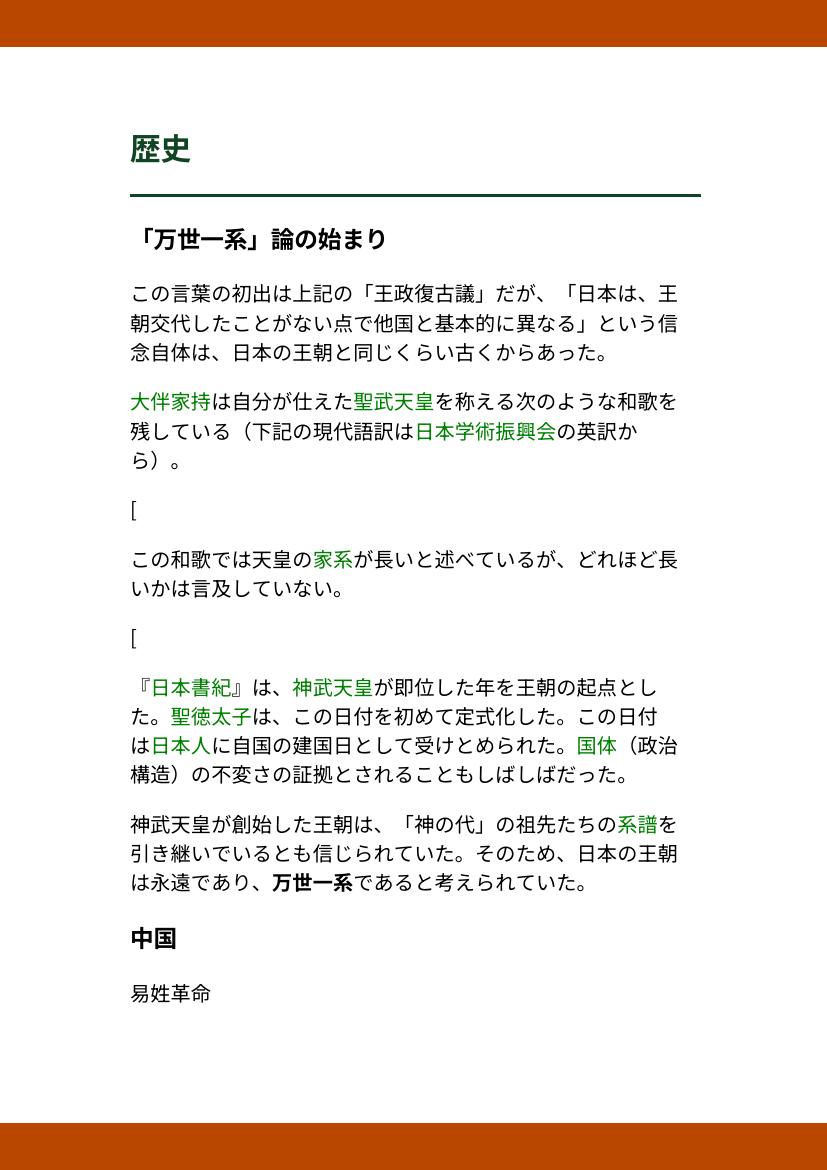 歴史
「万世一系」論の始まり
この言葉の初出は上記の「王政復古議」だが、「日本は、王
朝交代したことがない点で他国と基本的に異なる」という信
念自体は、日本の王朝と同じくらい古くからあった。
大伴家持は自分が仕えた聖武天皇を称える次のような和歌を
残している（下記の現代語訳は日本学術振興会の英訳か
ら）。
[
この和歌では天皇の家系が長いと述べているが、どれほど長
いかは言及していない。
[
『日本書紀』は、神武天皇が即位した年を王朝の起点とし
た。聖徳太子は、この日付を初めて定式化した。この日付
は日本人に自国の建国日として受けとめられた。国体（政治
構造）の不変さの証拠とされることもしばしばだった。
神武天皇が創始した王朝は、「神の代」の祖先たちの系譜を
引き継いでいるとも信じられていた。そのため、日本の王朝
は永遠であり、万世一系であると考えられていた。
中国
易姓革命